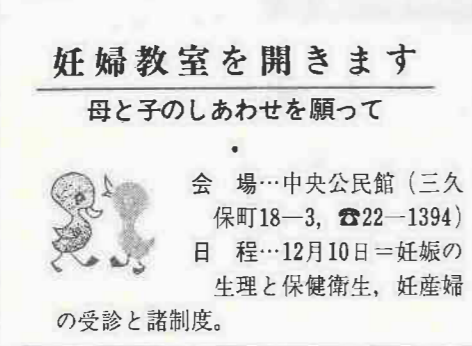 妊婦教室を開きます
母と子のしあわせを願って
会　場…中央公民館（三久
保町18―3，☎22―1394）
日　程…12月10日＝妊娠の
生理と保健衛生，妊産婦
の受診と諸制度。